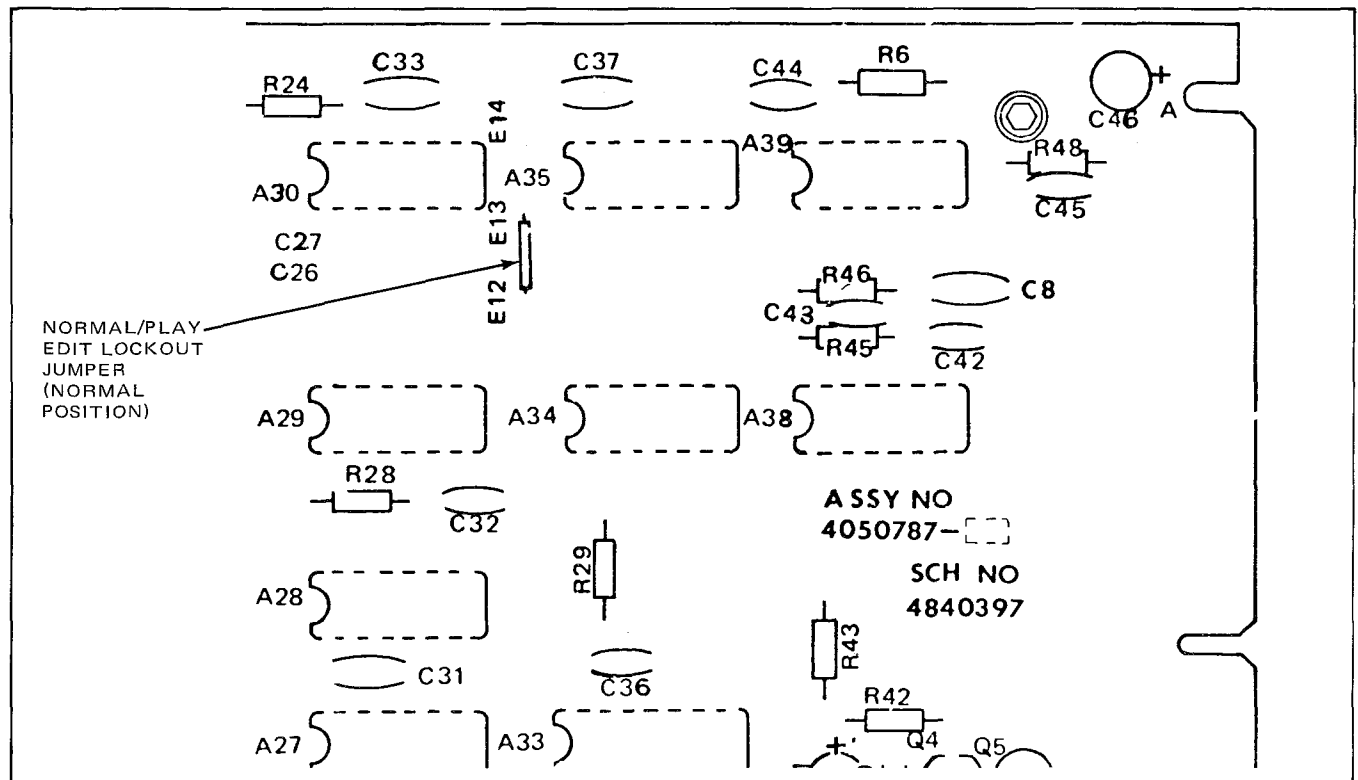 C33
C37
C44
R6
R24
E14
C46
+
A
A39
R48
A30
A35
C45
E13
C27
C26
E12
R46
C8
C43
R45
C42
NORMAL/PLAY
EDIT LOCKOUT
JUMPER
(NORMAL
POSITION)
A29
A34
A38
R28
C32
ASSY NO
4050787-
R29
SCH NO
4840397
A28
R43
C31
C36
R42
A27
A33
+
Q4
Q5